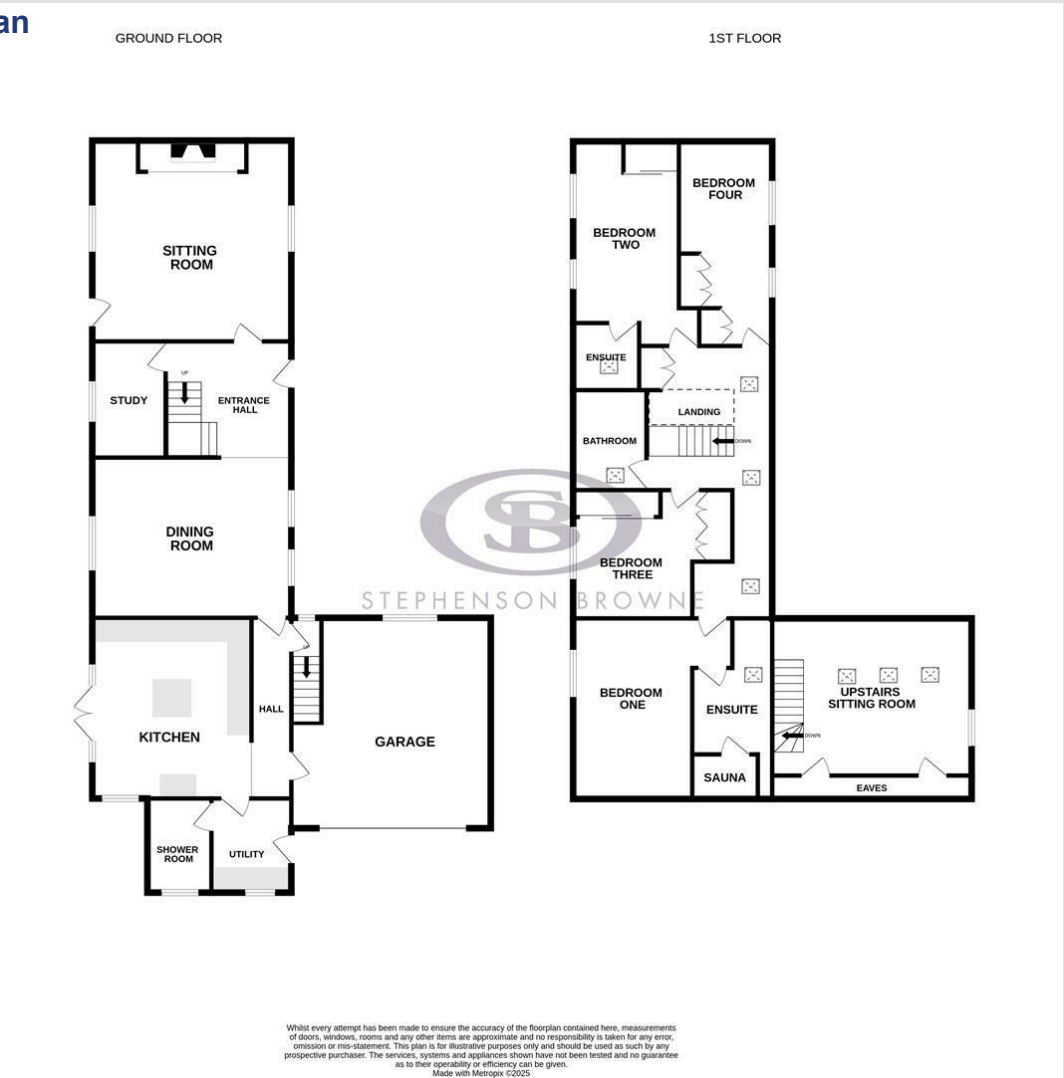 an
GROUND FLOOR
1ST FLOOR
SITTING
ROOM
UP
STUDY
ENTRANCE
HALL
DINING
ROOM
UP
HALL
KITCHEN
GARAGE
SHOWER
ROOM
UTILITY
BEDROOM
FOUR
BEDROOM
TWO
ENSUITE
LANDING
BATHROOM
DOWN
BEDROOM
THREE
BEDROOM
ONE
ENSUITE
SAUNA
UPSTAIRS
SITTING ROOM
DOWN
EAVES
SB
STEPHENSON BROWNE
Whilst every attempt has been made to ensure the accuracy of the floorplan contained here, measurements
of doors, windows, rooms and any other items are approximate and no responsibility is taken for any error,
omission or mis-statement. This plan is for illustrative purposes only and should be used as such by any
prospective purchaser. The services, systems and appliances shown have not been tested and no guarantee
as to their operability or efficiency can be given.
Made with Metropix ©2025